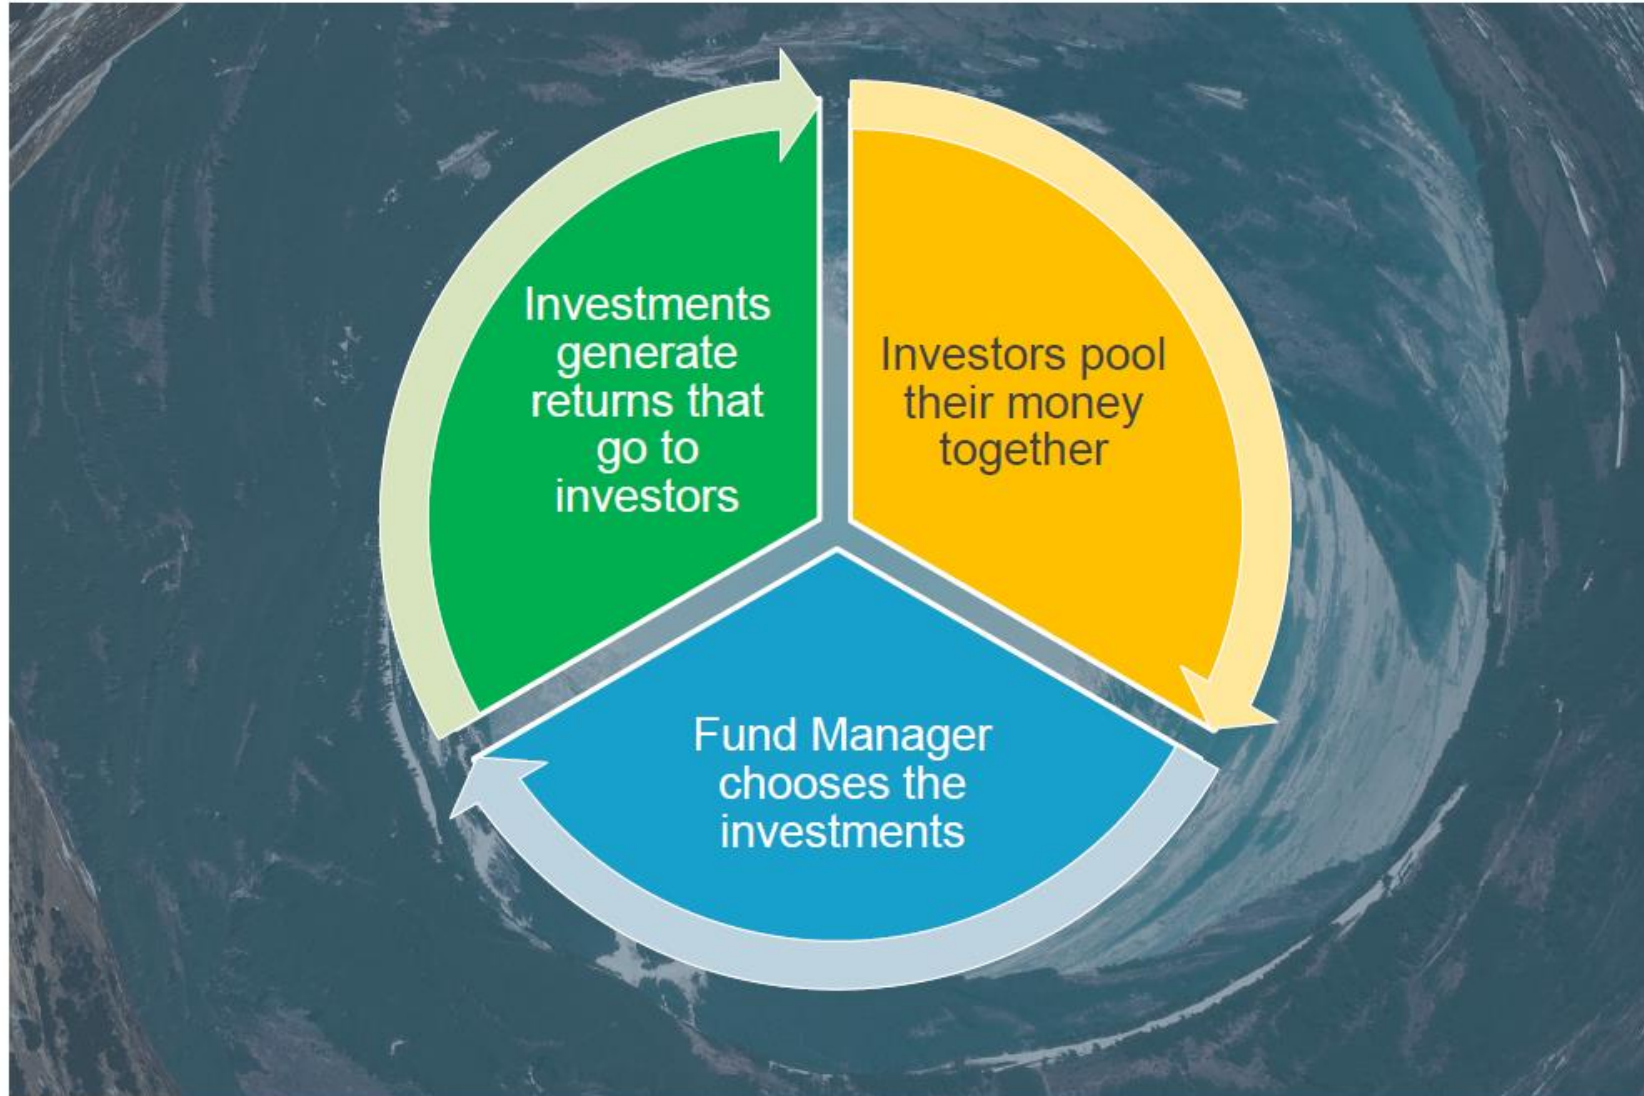 Investors pool
their money
together
Fund Manager
chooses the
investments
Investments
generate
returns that
go to
investors